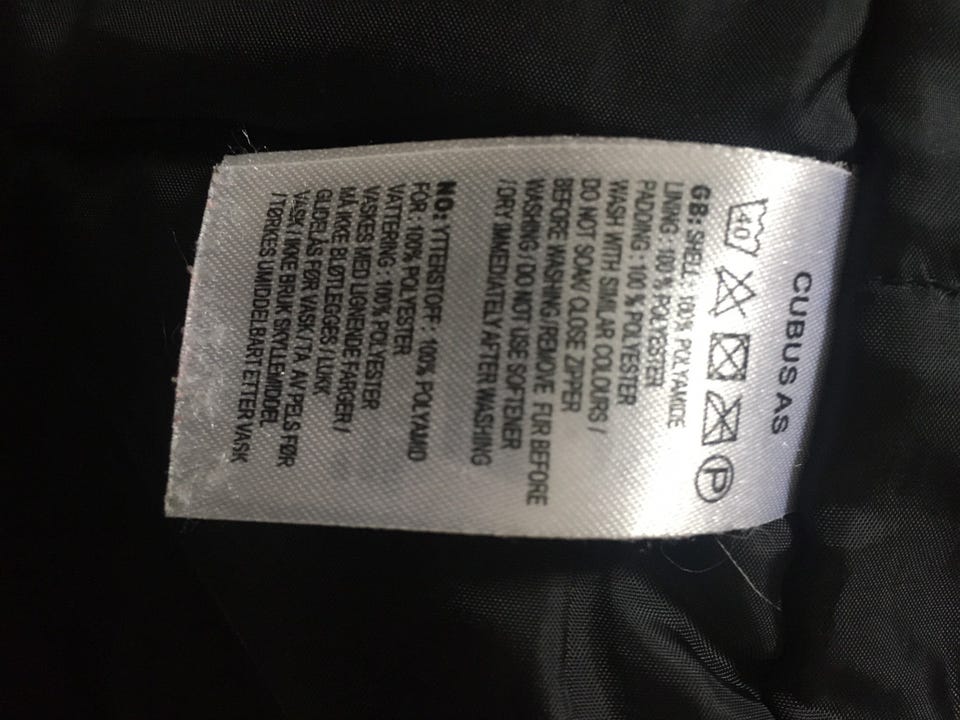 CUBUS AS
40
P
GB: SHELL : 100% POLYAMIDE
LINING : 100 % POLYESTER
PADDING : 100 % POLYESTER
WASH WITH SIMILAR COLOURS /
DO NOT SOAK/ CLOSE ZIPPER
BEFORE WASHING /REMOVE FUR BEFORE
WASHING / DO NOT USE SOFTENER
/DRY IMMEDIATELY AFTER WASHING
NO: YTTERSTOFF : 100% POLYAMID
FOR : 100% POLYESTER
VATTERING : 100% POLYESTER
VASKES MED LIGNENDE FARGER /
MÅ IKKE BLØTLEGGES / LUKK
GLIDELÅS FØR VASK / TA AV PELS FØR
VASK / IKKE BRUK SKYLLEMIDDEL
/TØRKES UMIDDELBART ETTER VASK